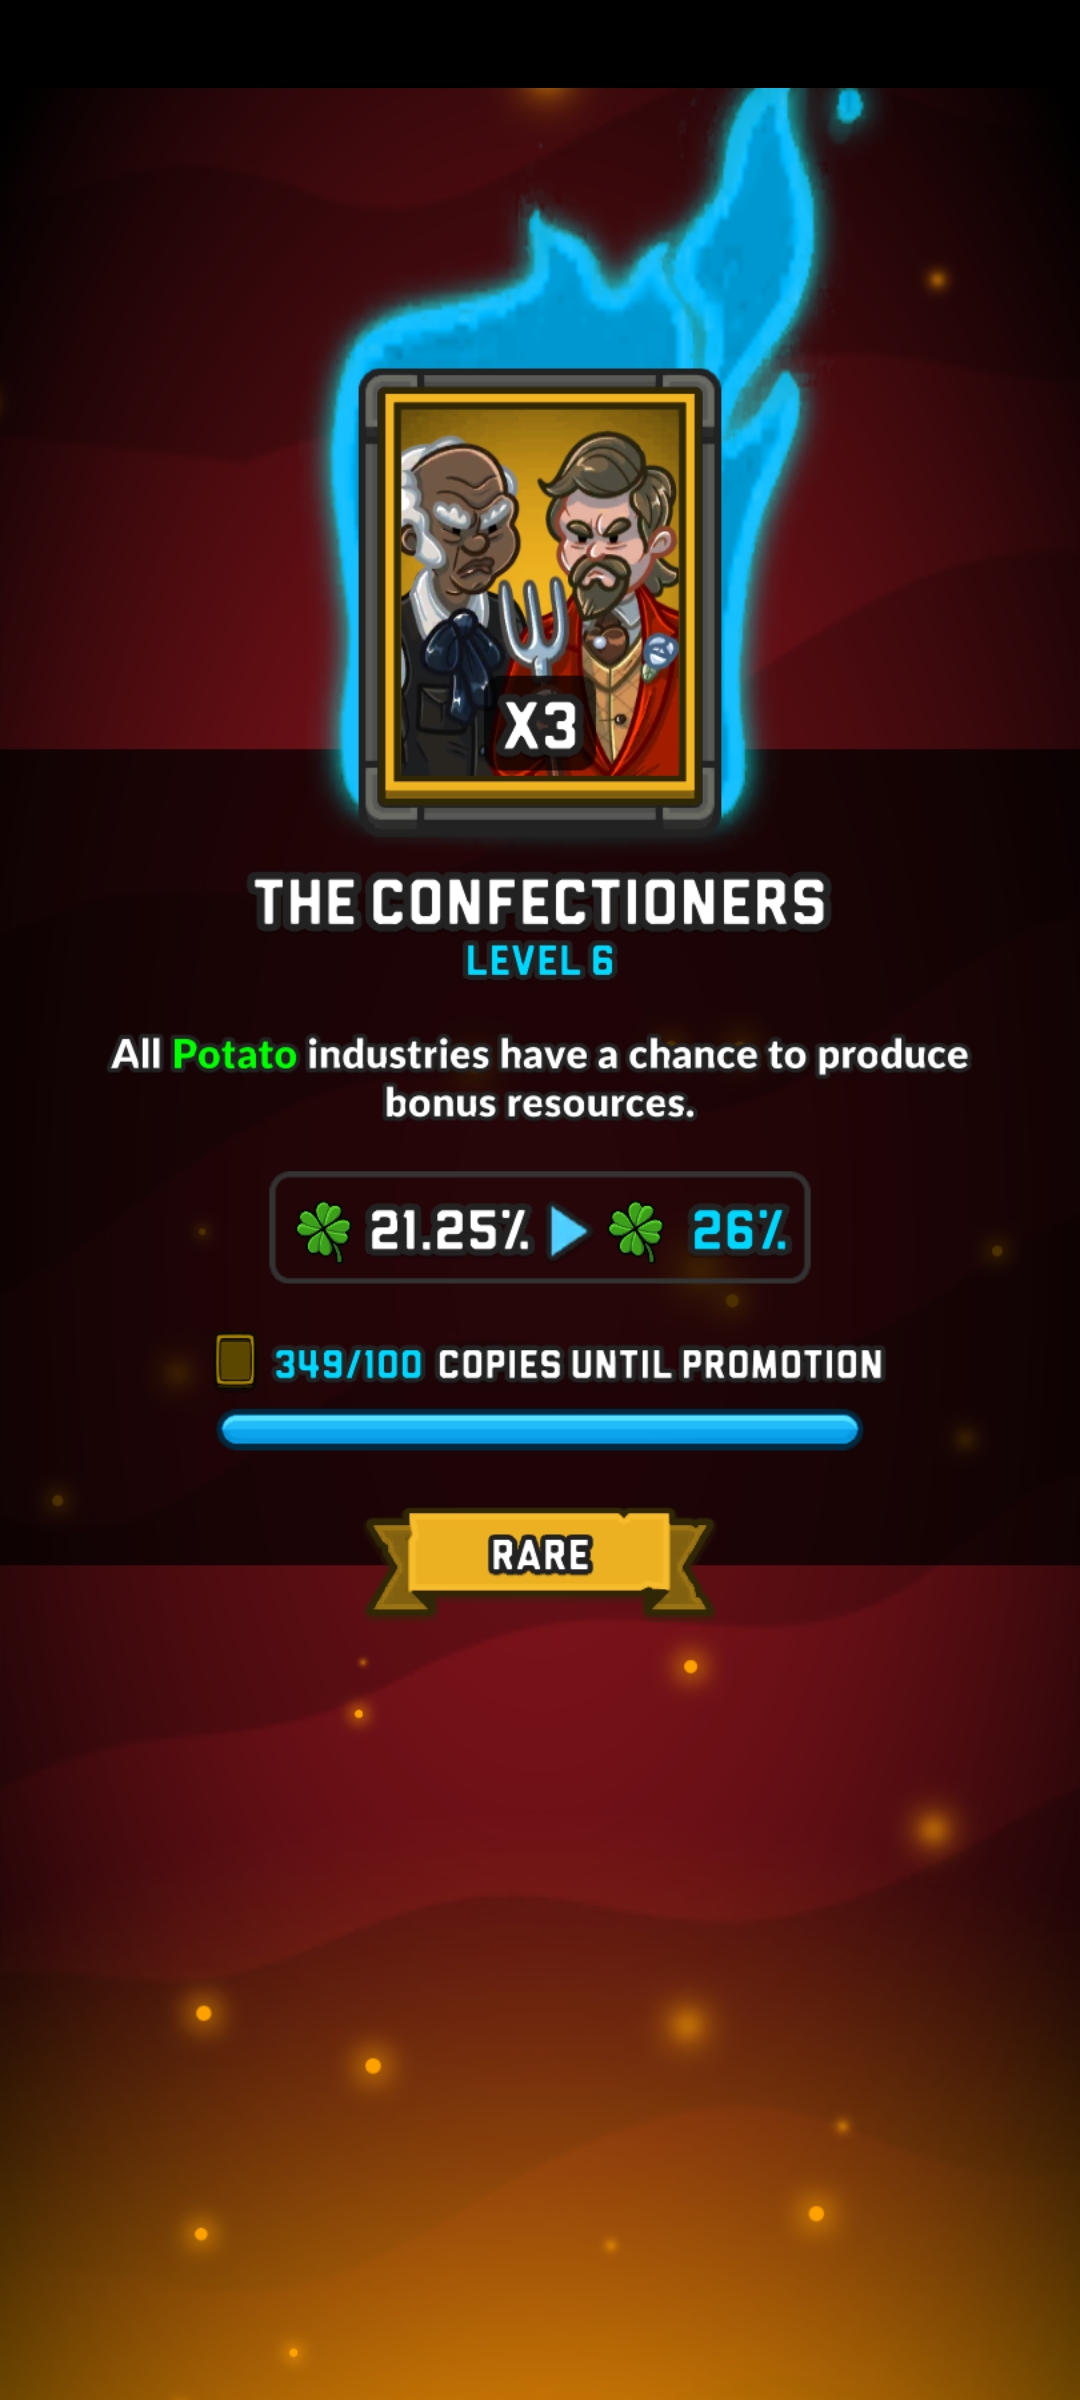 X3
THE CONFECTIONERS
LEVEL 6
All Potato industries have a chance to produce
bonus resources.
21.25% 26%
349/100 COPIES UNTIL PROMOTION
RARE